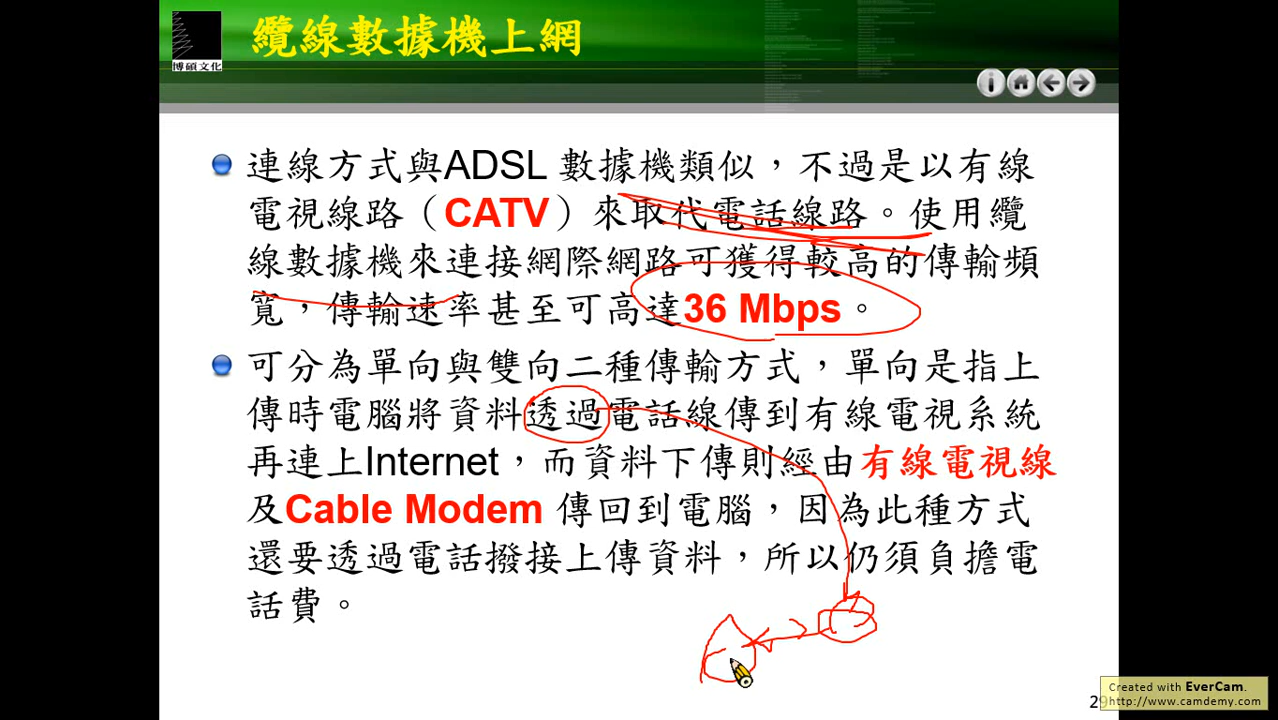 纜線數據機上網
博碩文化
連線方式與ADSL 數據機類似，不過是以有線
電視線路（CATV）來取代電話線路。使用纜
線數據機來連接網際網路可獲得較高的傳輸頻
寬，傳輸速率甚至可高達36 Mbps。
可分為單向與雙向二種傳輸方式，單向是指上
傳時電腦將資料透過電話線傳到有線電視系統
再連上Internet，而資料下傳則經由有線電視線
及Cable Modem 傳回到電腦，因為此種方式
還要透過電話撥接上傳資料，所以仍須負擔電
話費。
Created with EverCam.
http://www.camdemy.com